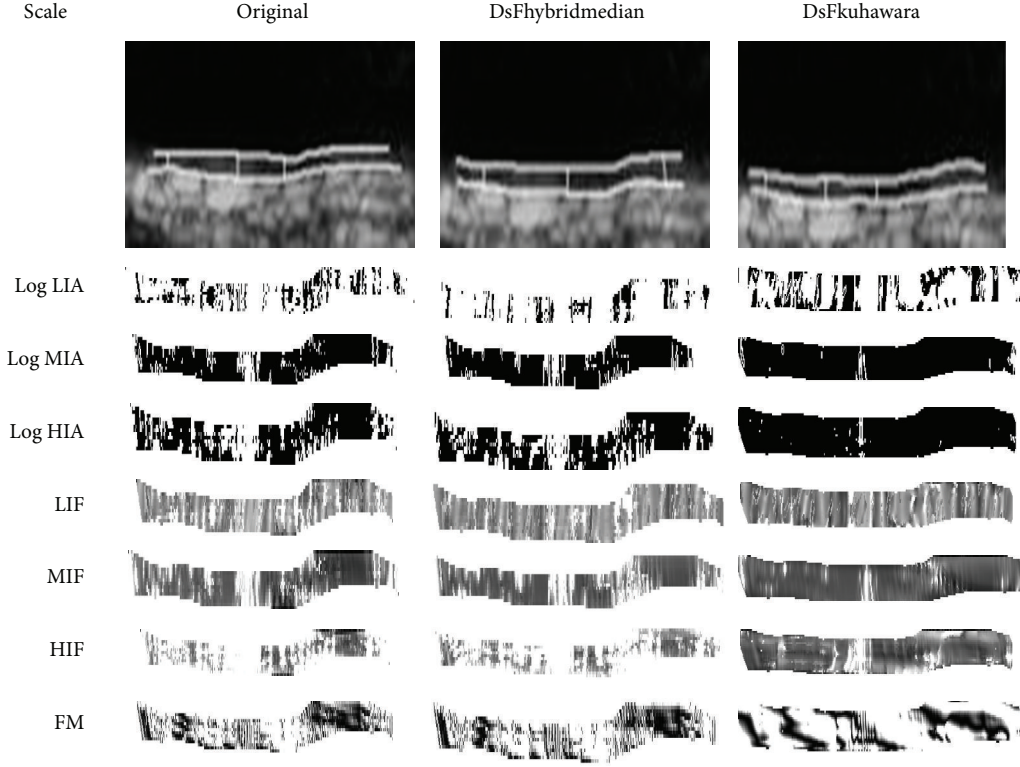 Scale Original DsFhybridmedian DsFkuhawara
Log LIA
Log MIA
Log HIA
LIF
MIF
HIF
FM